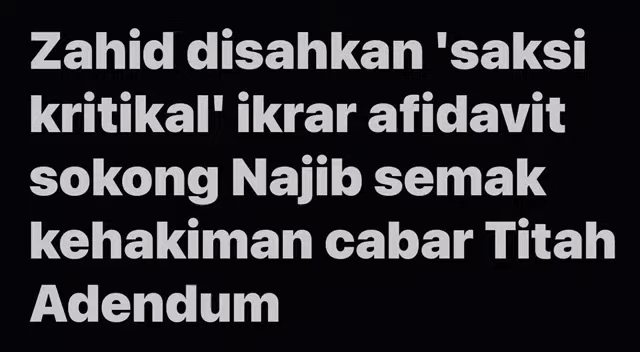 Zahid disahkan 'saksi
kritikal' ikrar afidavit
sokong Najib semak
kehakiman cabar Titah
Adendum